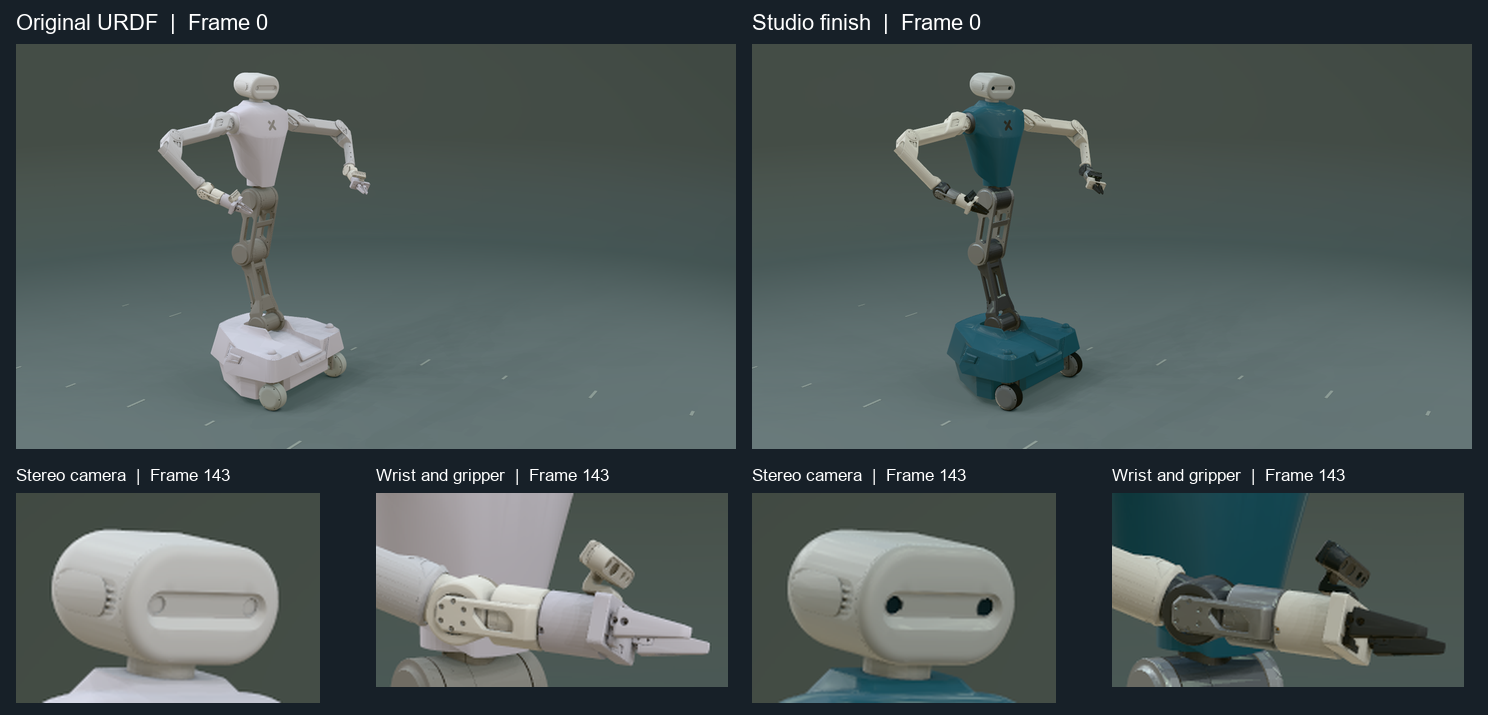 Original URDF | Frame 0
Studio finish | Frame 0
Stereo camera | Frame 143
Wrist and gripper | Frame 143
Stereo camera | Frame 143
Wrist and gripper | Frame 143